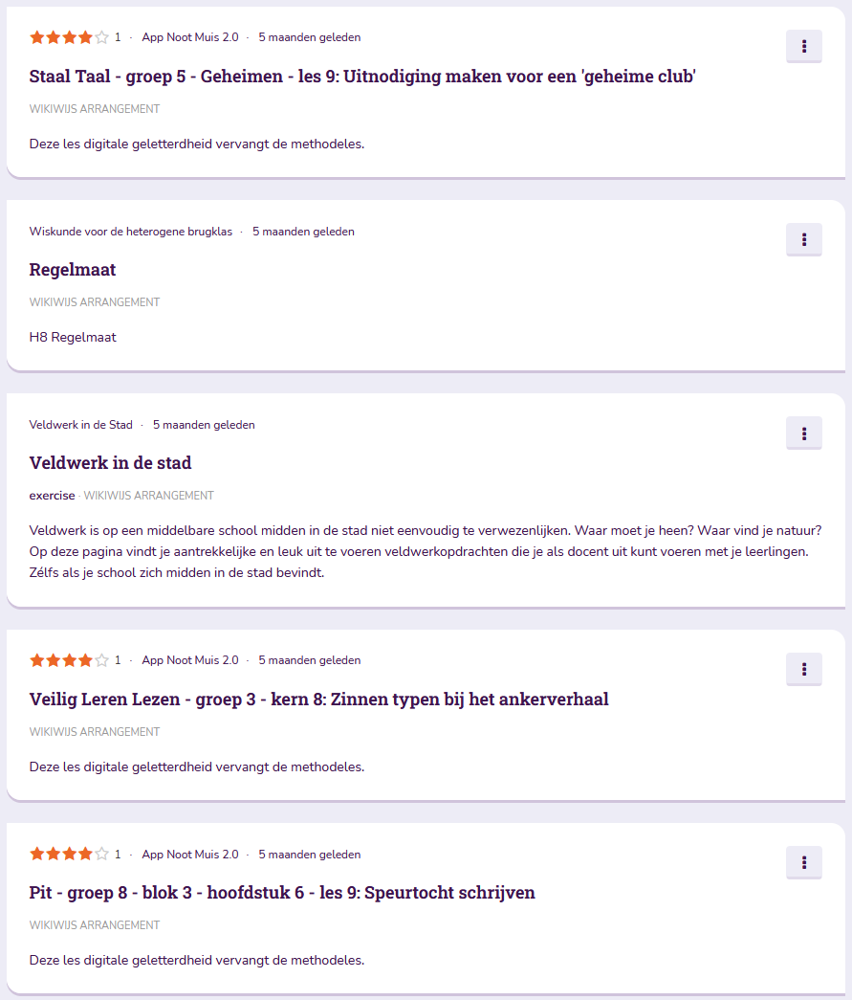 1 · App Noot Muis 2.0 · 5 maanden geleden
Staal Taal - groep 5 - Geheimen - les 9: Uitnodiging maken voor een 'geheime club'
WIKIWIJS ARRANGEMENT
Deze les digitale geletterdheid vervangt de methodeles.
Wiskunde voor de heterogene brugklas · 5 maanden geleden
Regelmaat
WIKIWIJS ARRANGEMENT
H8 Regelmaat
Veldwerk in de Stad · 5 maanden geleden
Veldwerk in de stad
exercise · WIKIWIJS ARRANGEMENT
Veldwerk is op een middelbare school midden in de stad niet eenvoudig te verwezenlijken. Waar moet je heen? Waar vind je natuur?
Op deze pagina vindt je aantrekkelijke en leuk uit te voeren veldwerkopdrachten die je als docent uit kunt voeren met je leerlingen.
Zélfs als je school zich midden in de stad bevindt.
1 · App Noot Muis 2.0 · 5 maanden geleden
Veilig Leren Lezen - groep 3 - kern 8: Zinnen typen bij het ankerverhaal
WIKIWIJS ARRANGEMENT
Deze les digitale geletterdheid vervangt de methodeles.
1 · App Noot Muis 2.0 · 5 maanden geleden
Pit - groep 8 - blok 3 - hoofdstuk 6 - les 9: Speurtocht schrijven
WIKIWIJS ARRANGEMENT
Deze les digitale geletterdheid vervangt de methodeles.